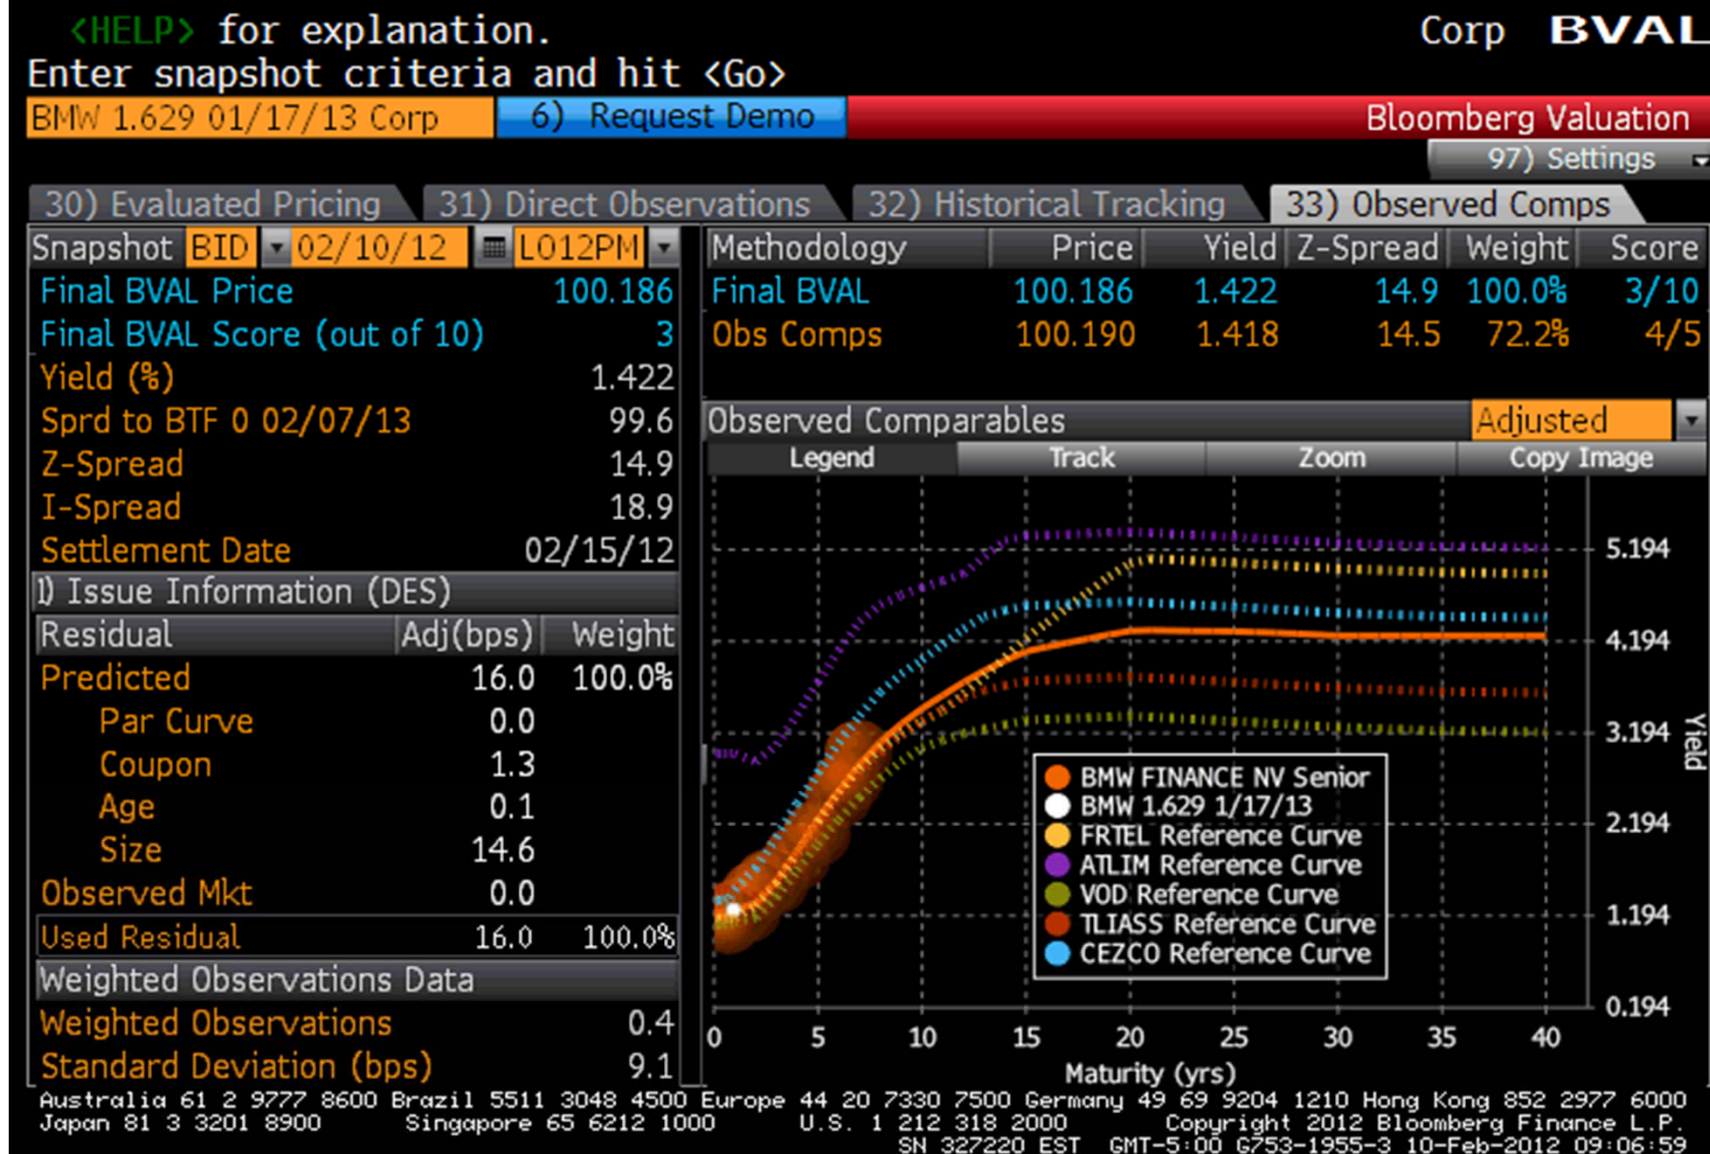 <HELP> for explanation. Corp BVAL
Enter snapshot criteria and hit <Go>
BMW 1.629 01/17/13 Corp 6) Request Demo Bloomberg Valuation
97) Settings
30) Evaluated Pricing 31) Direct Observations 32) Historical Tracking 33) Observed Comps
Snapshot BID 02/10/12 LO12PM
Final BVAL Price 100.186
Final BVAL Score (out of 10) 3
Yield (%) 1.422
Sprd to BTF 0 02/07/13 99.6
Z-Spread 14.9
I-Spread 18.9
Settlement Date 02/15/12
1) Issue Information (DES)
Residual Adj(bps) Weight
Predicted 16.0 100.0%
Par Curve 0.0
Coupon 1.3
Age 0.1
Size 14.6
Observed Mkt 0.0
Used Residual 16.0 100.0%
Weighted Observations Data
Weighted Observations 0.4
Standard Deviation (bps) 9.1
Methodology Price Yield Z-Spread Weight Score
Final BVAL 100.186 1.422 14.9 100.0% 3/10
Obs Comps 100.190 1.418 14.5 72.2% 4/5
Observed Comparables Adjusted
Legend Track Zoom Copy Image
5.194
4.194
3.194
2.194
1.194
0.194
Yield
BMW FINANCE NV Senior
BMW 1.629 1/17/13
FRTEL Reference Curve
ATLIM Reference Curve
VOD Reference Curve
TLIASS Reference Curve
CEZCO Reference Curve
0 5 10 15 20 25 30 35 40
Maturity (yrs)
Australia 61 2 9777 8600 Brazil 5511 3048 4500 Europe 44 20 7330 7500 Germany 49 69 9204 1210 Hong Kong 852 2977 6000
Japan 81 3 3201 8900 Singapore 65 6212 1000 U.S. 1 212 318 2000 Copyright 2012 Bloomberg Finance L.P.
SN 327220 EST GMT-5:00 G753-1955-3 10-Feb-2012 09:06:59